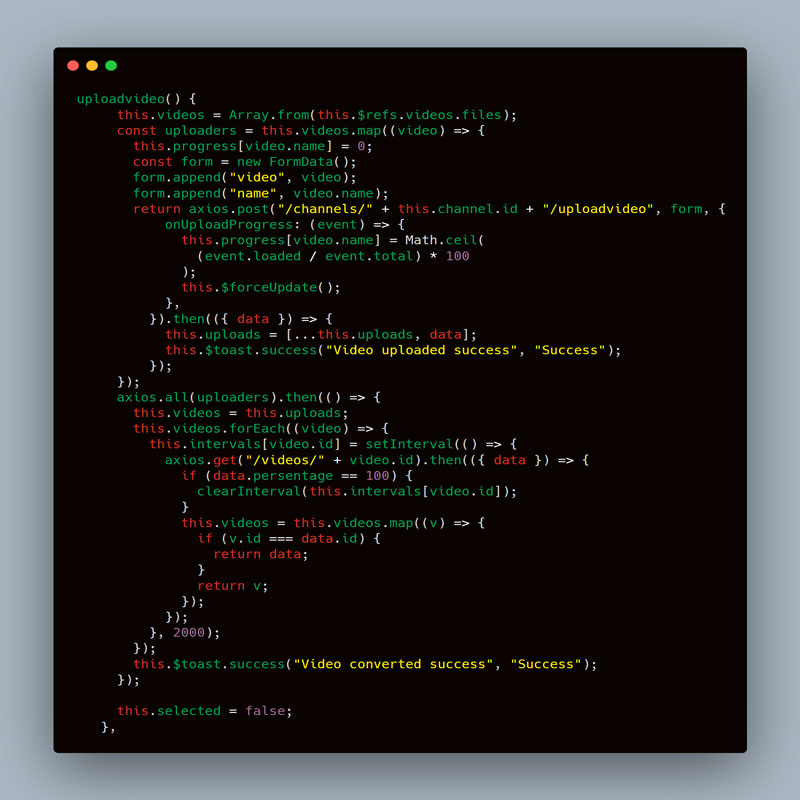 uploadvideo() {
this.videos = Array.from(this.$refs.videos.files);
const uploaders = this.videos.map((video) => {
this.progress[video.name] = 0;
const form = new FormData();
form.append("video", video);
form.append("name", video.name);
return axios.post("/channels/" + this.channel.id + "/uploadvideo", form, {
onUploadProgress: (event) => {
this.progress[video.name] = Math.ceil(
(event.loaded / event.total) * 100
);
this.$forceUpdate();
},
}).then(({ data }) => {
this.uploads = [...this.uploads, data];
this.$toast.success("Video uploaded success", "Success");
});
});
axios.all(uploaders).then(() => {
this.videos = this.uploads;
this.videos.forEach((video) => {
this.intervals[video.id] = setInterval(() => {
axios.get("/videos/" + video.id).then(({ data }) => {
if (data.persentage == 100) {
clearInterval(this.intervals[video.id]);
}
this.videos = this.videos.map((v) => {
if (v.id === data.id) {
return data;
}
return v;
});
});
}, 2000);
});
this.$toast.success("Video converted success", "Success");
});
this.selected = false;
},